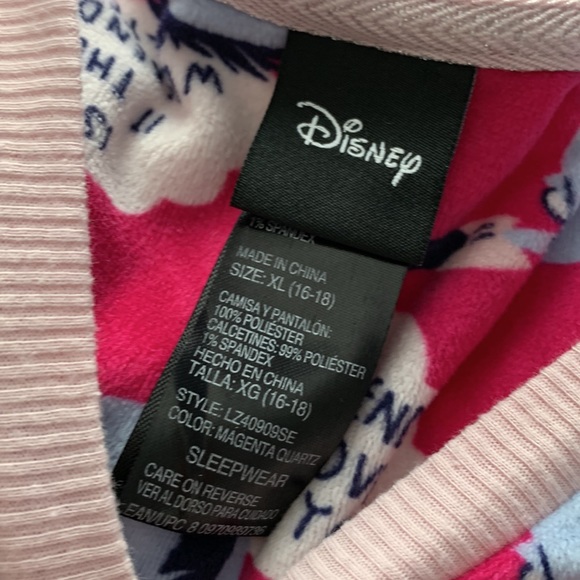 Disney
1% SPANDEX
MADE IN CHINA
SIZE: XL (16-18)
CAMISA Y PANTALÓN:
100% POLIÉSTER
CALCETINES: 99% POLIÉSTER
1% SPANDEX
HECHO EN CHINA
TALLA: XG (16-18)
STYLE: LZ40909SE
COLOR: MAGENTA QUARTZ
SLEEPWEAR
CARE ON REVERSE
VER AL DORSO PARA CUIDADO
EAN/UPC B